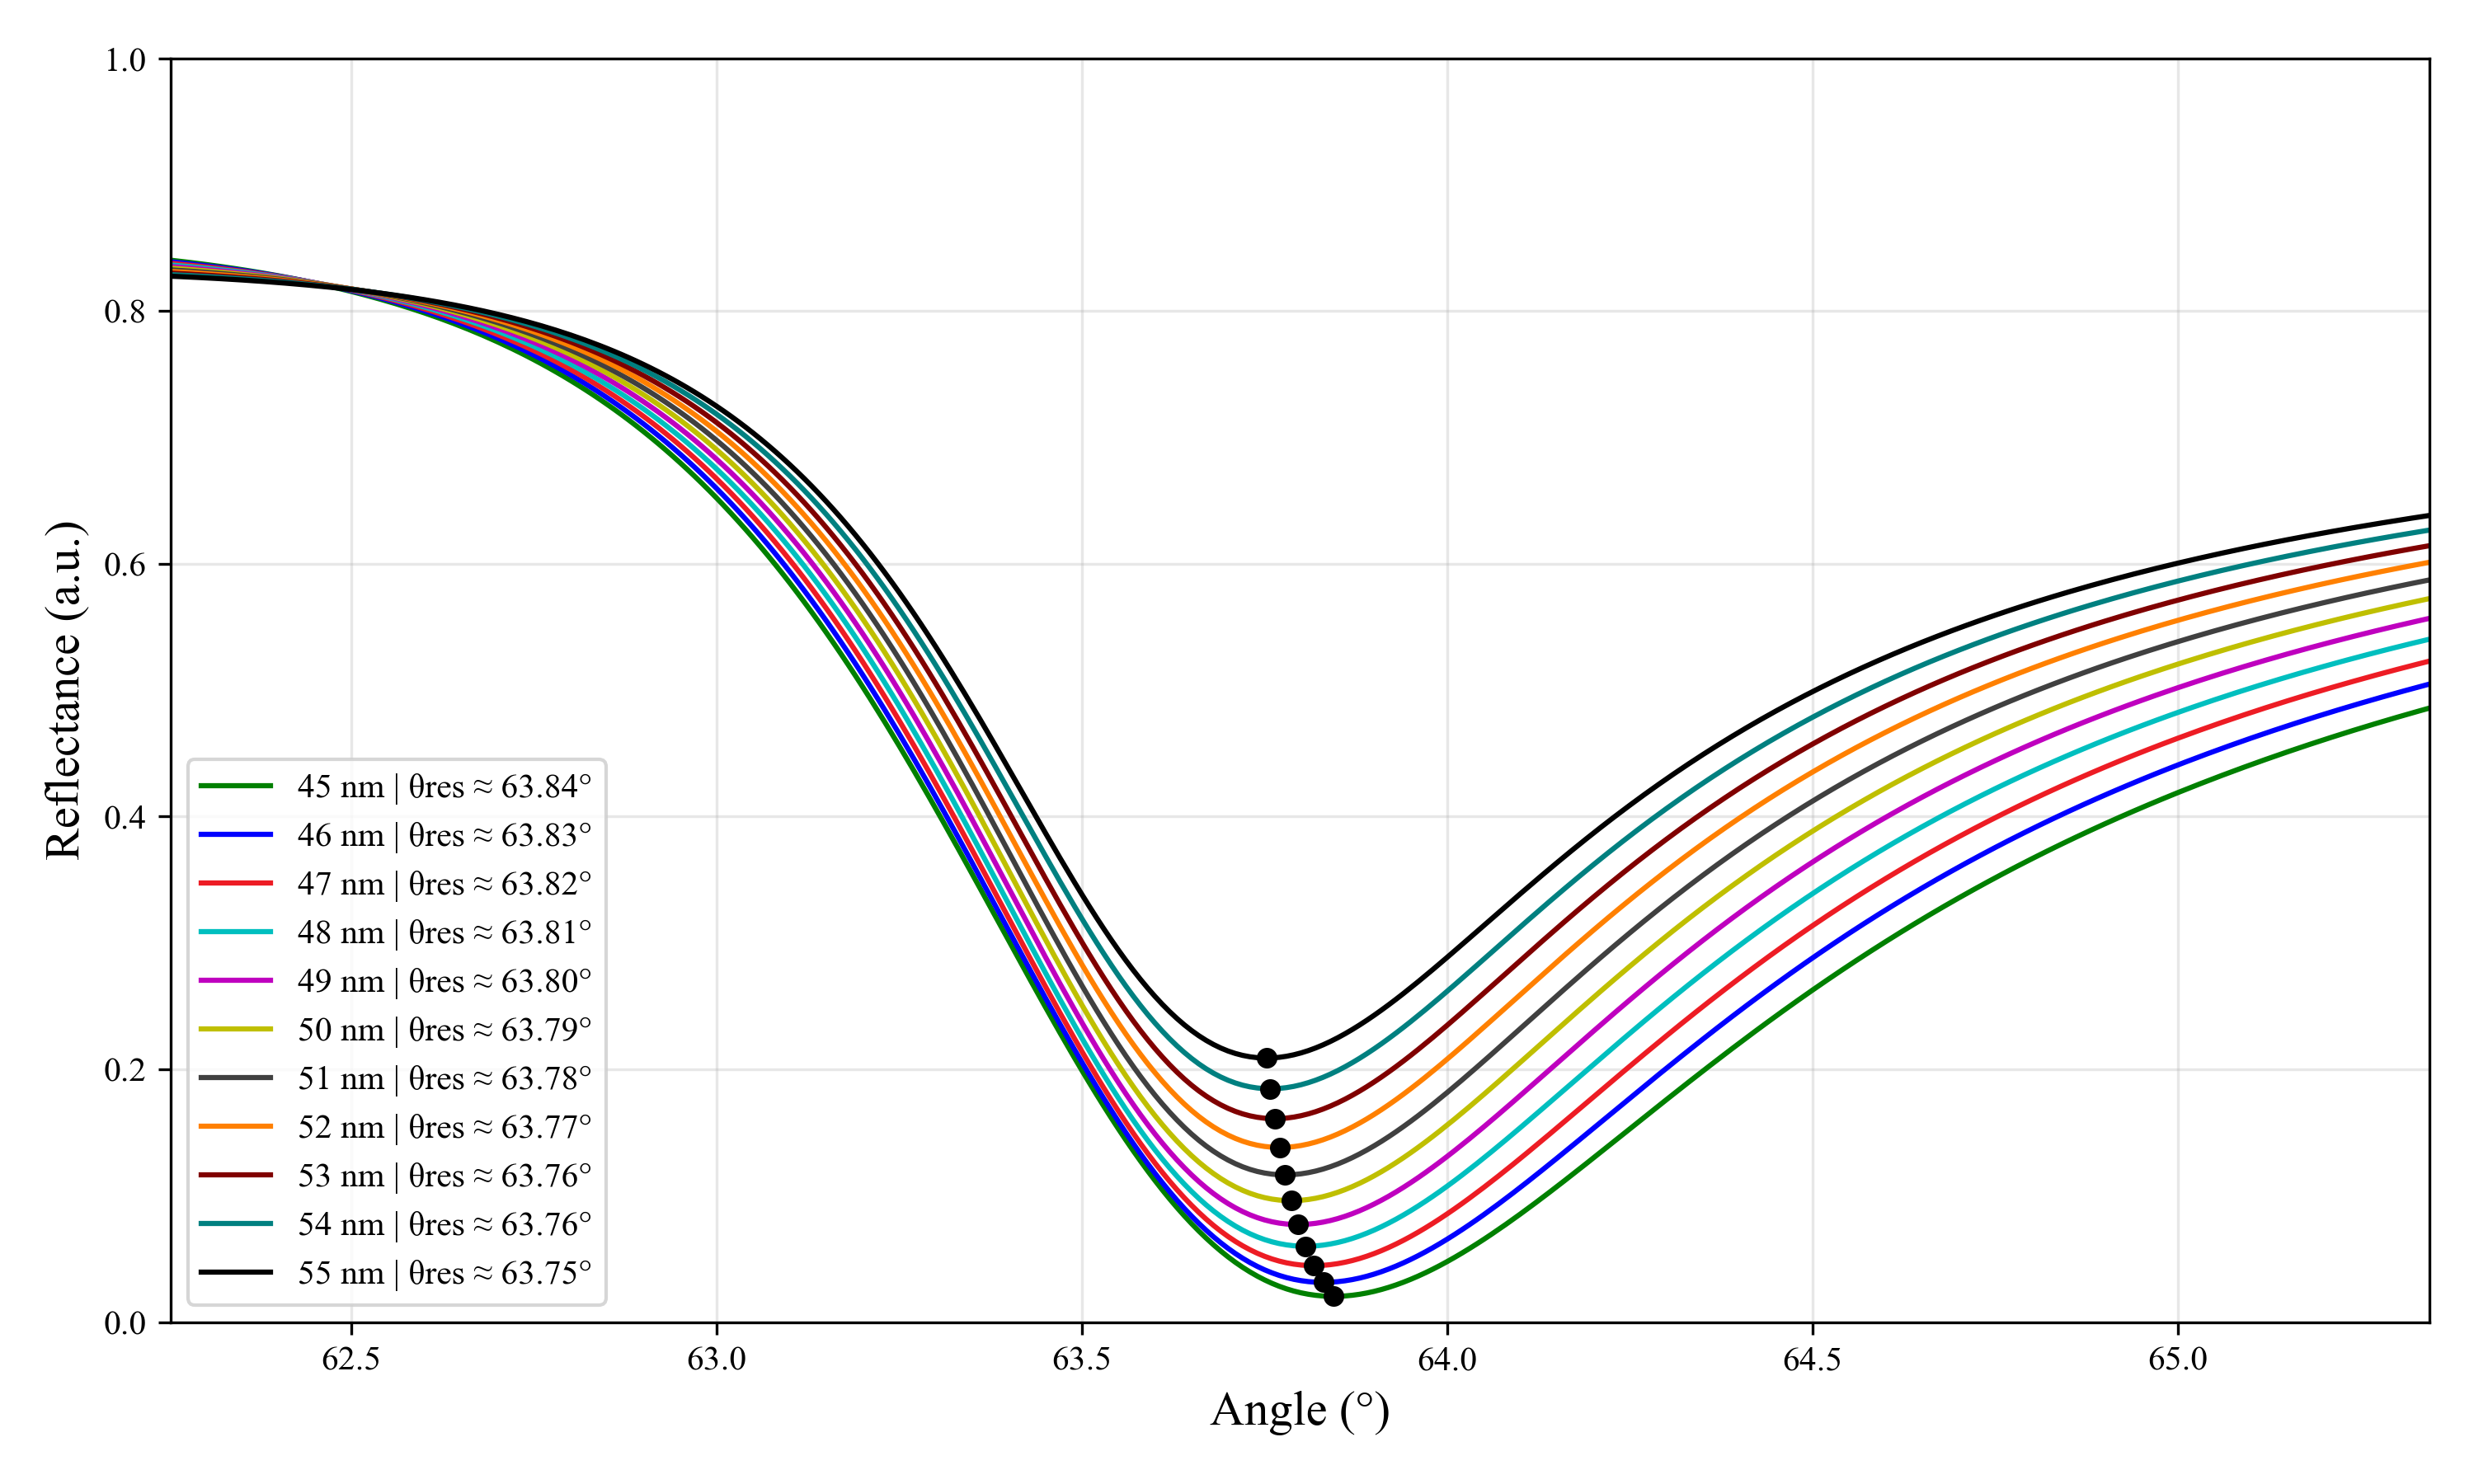 1.0
0.8
0.6
0.4
0.2
0.0
Reflectance (a.u.)
45 nm | θres ≈ 63.84°
46 nm | θres ≈ 63.83°
47 nm | θres ≈ 63.82°
48 nm | θres ≈ 63.81°
49 nm | θres ≈ 63.80°
50 nm | θres ≈ 63.79°
51 nm | θres ≈ 63.78°
52 nm | θres ≈ 63.77°
53 nm | θres ≈ 63.76°
54 nm | θres ≈ 63.76°
55 nm | θres ≈ 63.75°
62.5 63.0 63.5 64.0 64.5 65.0
Angle (°)